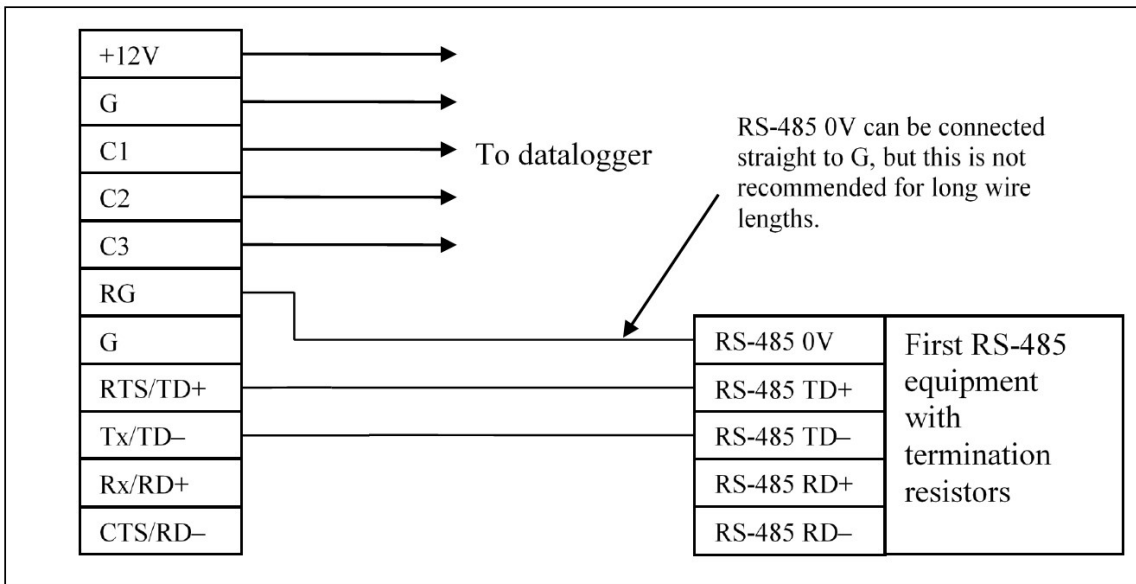 +12V
G
C1
C2
C3
RG
G
RTS/TD+
Tx/TD–
Rx/RD+
CTS/RD–
To datalogger
RS-485 0V can be connected
straight to G, but this is not
recommended for long wire
lengths.
RS-485 0V
RS-485 TD+
RS-485 TD–
RS-485 RD+
RS-485 RD–
First RS-485
equipment
with
termination
resistors